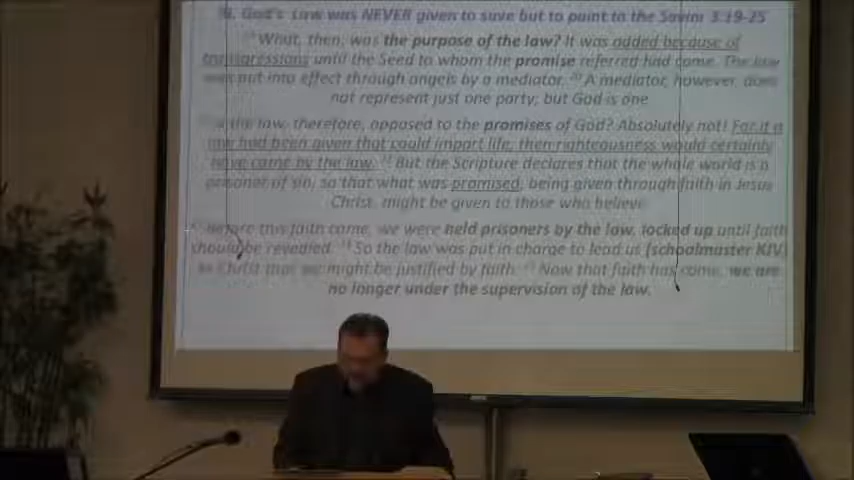 God's Law was NEVER given to save but to point to the Savior 3:19-25
What, then, was the purpose of the law? It was added because of
transgressions until the Seed to whom the promise referred had come. The law
was put into effect through angels by a mediator. 20 A mediator, however, does
not represent just one party; but God is one
the law, therefore, opposed to the promises of God? Absolutely not! For if a
law had been given that could impart life, then righteousness would certainly
have come by the law. But the Scripture declares that the whole world is a
prisoner of sin, so that what was promised, being given through faith in Jesus
Christ, might be given to those who believe
Before this faith came, we were held prisoners by the law, locked up until faith
should be revealed. So the law was put in charge to lead us (schoolmaster KJV)
to Christ that we might be justified by faith. Now that faith has come, we are
no longer under the supervision of the law.